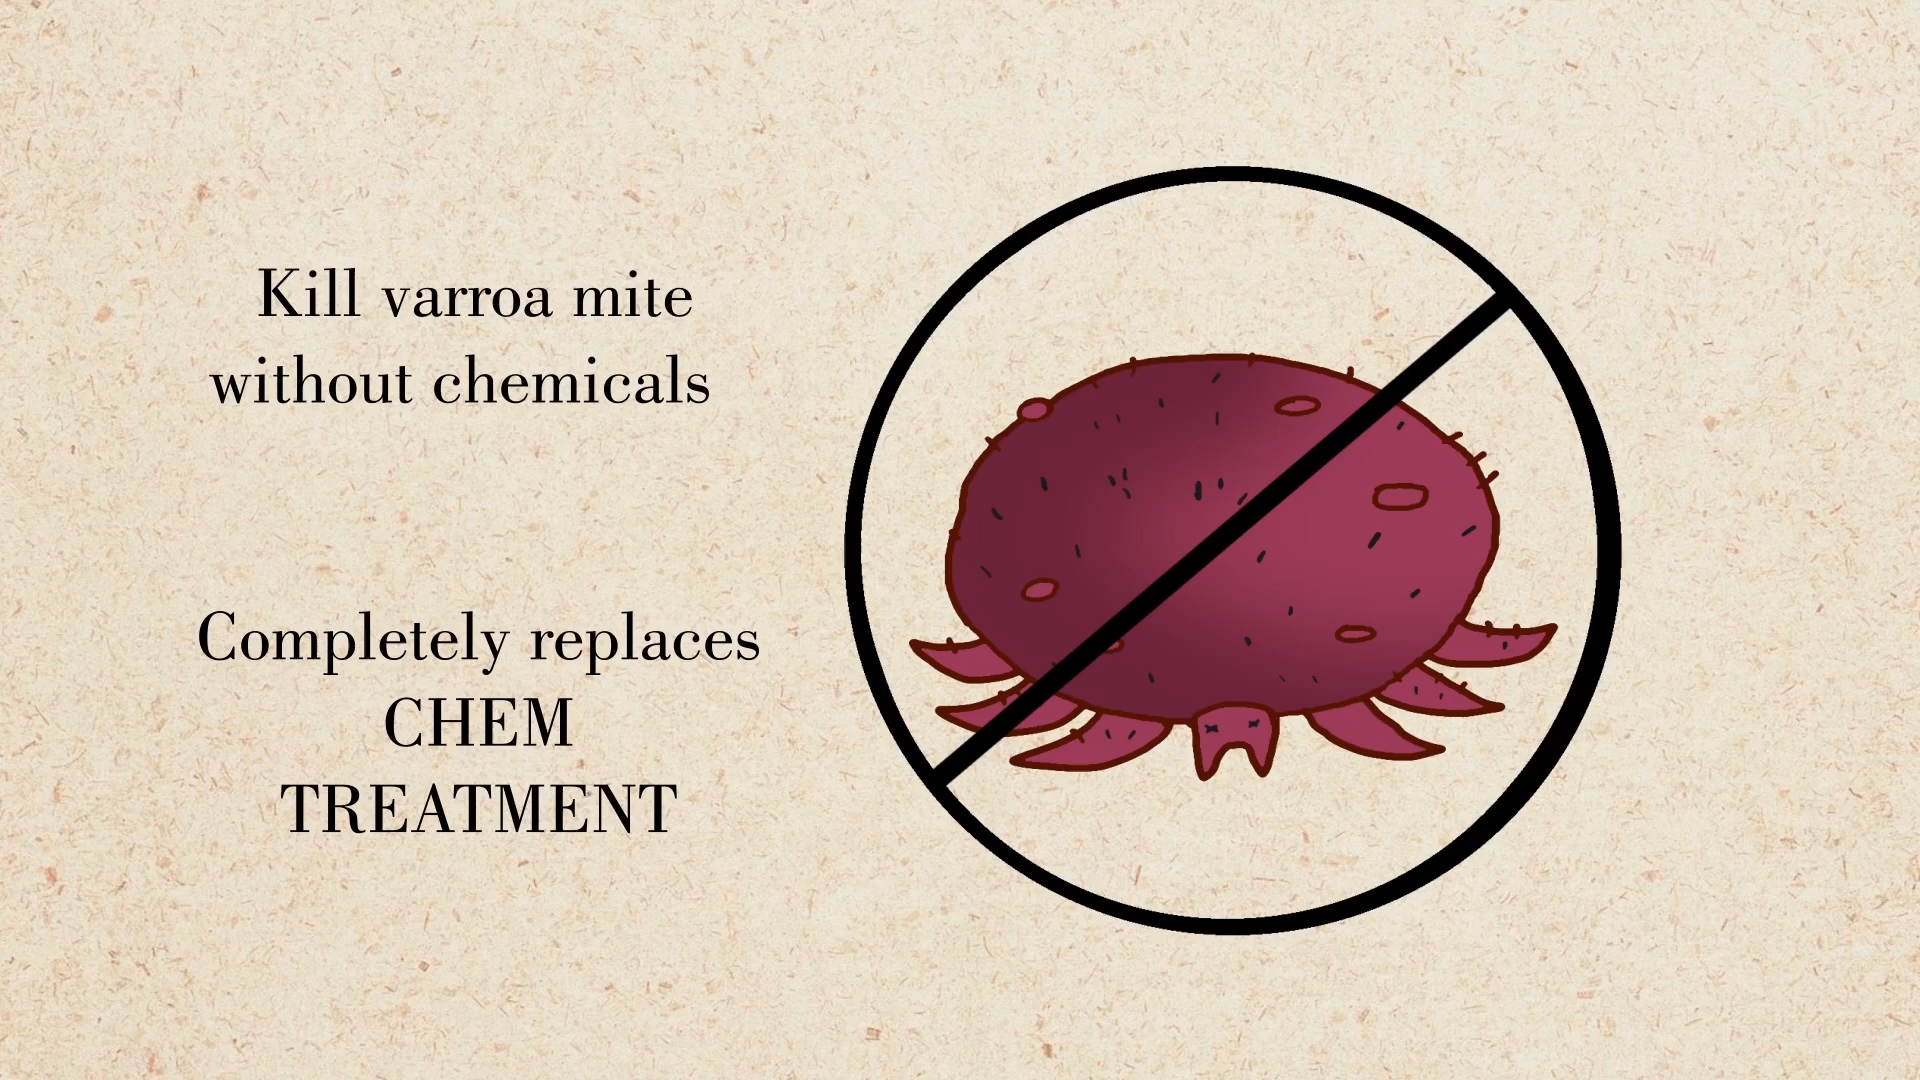 Kill varroa mite
without chemicals
Completely replaces
CHEM
TREATMENT